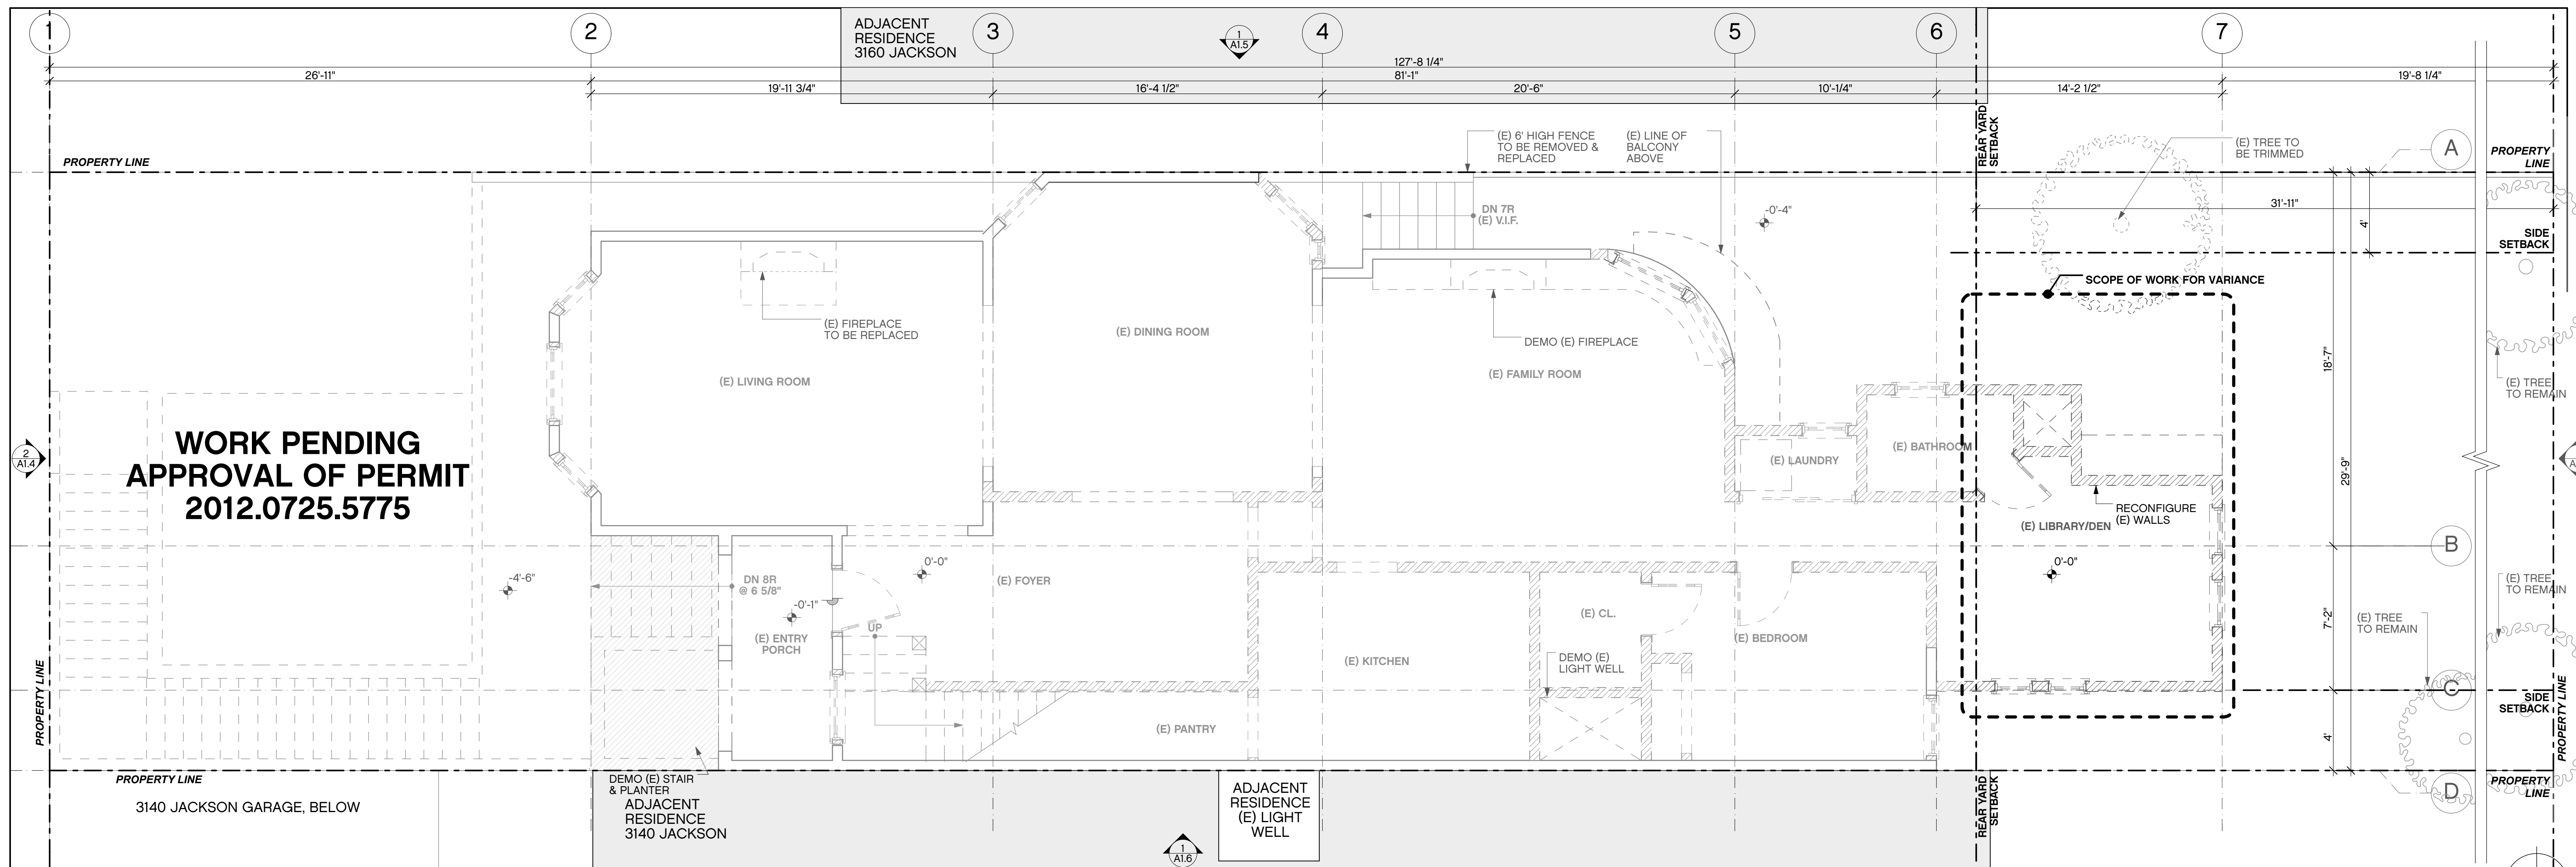 1
2
3
4
5
6
7
ADJACENT
RESIDENCE
3160 JACKSON
1
A1.5
127'-8 1/4"
81'-1"
26'-11"
19'-8 1/4"
19'-11 3/4"
16'-4 1/2"
20'-6"
10'-1/4"
14'-2 1/2"
REAR YARD
SETBACK
(E) 6' HIGH FENCE
TO BE REMOVED &
REPLACED
(E) LINE OF
BALCONY
ABOVE
(E) TREE TO
BE TRIMMED
A
PROPERTY
LINE
PROPERTY LINE
DN 7R
(E) V.I.F.
-0'-4"
31'-11"
4'
SIDE
SETBACK
SCOPE OF WORK FOR VARIANCE
(E) FIREPLACE
TO BE REPLACED
(E) DINING ROOM
DEMO (E) FIREPLACE
(E) FAMILY ROOM
(E) LIVING ROOM
18'-7"
(E) TREE
TO REMAIN
WORK PENDING
APPROVAL OF PERMIT
2012.0725.5775
2
A1.4
(E) LAUNDRY
(E) BATHROOM
29'-9"
RECONFIGURE
(E) WALLS
(E) LIBRARY/DEN
B
0'-0"
-4'-6"
DN 8R
@ 6 5/8"
-0'-1"
(E) ENTRY
PORCH
0'-0"
(E) FOYER
UP
(E) CL.
(E) BEDROOM
(E) KITCHEN
DEMO (E)
LIGHT WELL
7'-2"
(E) TREE
TO REMAIN
(E) TREE
TO REMAIN
C
SIDE
SETBACK
PROPERTY LINE
PROPERTY LINE
(E) PANTRY
4'
PROPERTY LINE
3140 JACKSON GARAGE, BELOW
DEMO (E) STAIR
& PLANTER
ADJACENT
RESIDENCE
3140 JACKSON
ADJACENT
RESIDENCE
(E) LIGHT
WELL
1
A1.6
REAR YARD
SETBACK
D
PROPERTY
LINE